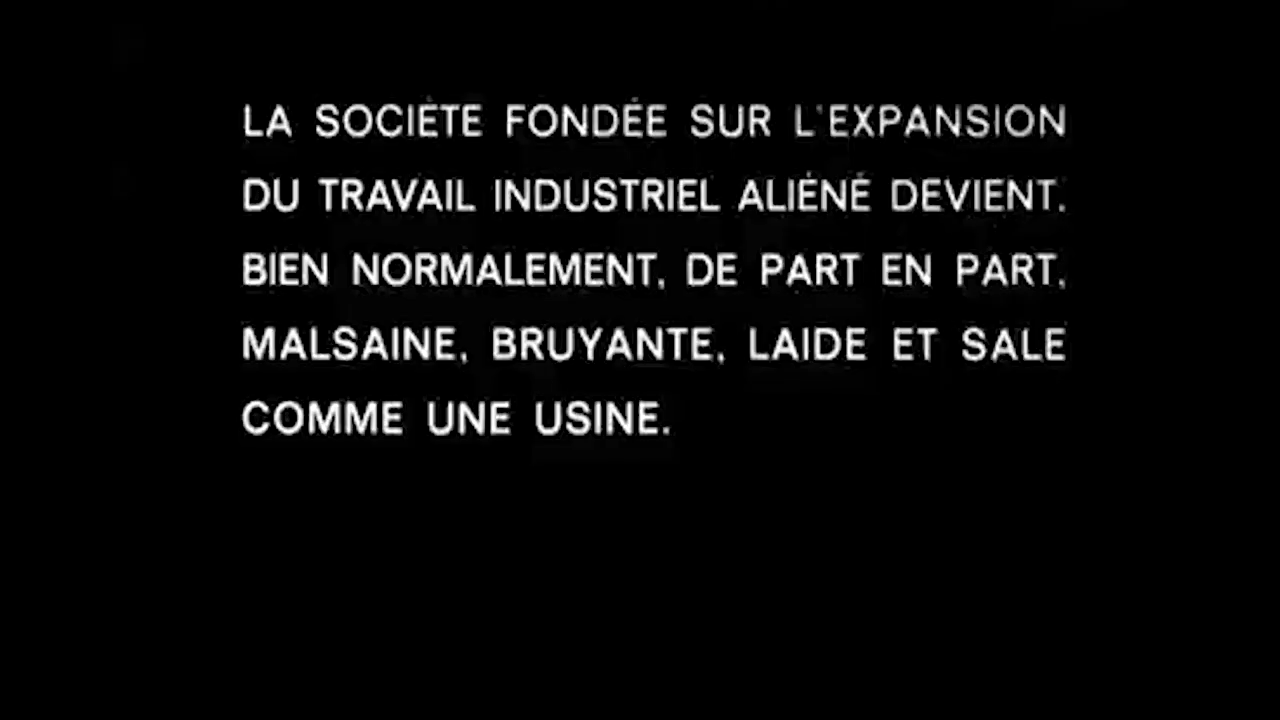 LA SOCIÉTE FONDÉE SUR L'EXPANSION
DU TRAVAIL INDUSTRIEL ALIÉNÉ DEVIENT,
BIEN NORMALEMENT, DE PART EN PART,
MALSAINE, BRUYANTE, LAIDE ET SALE
COMME UNE USINE.